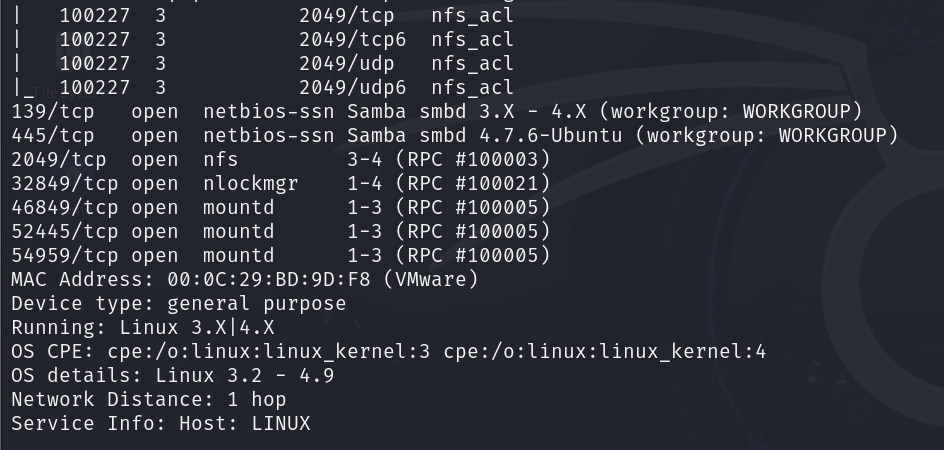 |   100227  3              2049/tcp   nfs_acl
|   100227  3              2049/tcp6  nfs_acl
|   100227  3              2049/udp   nfs_acl
|_  100227  3              2049/udp6  nfs_acl
139/tcp   open  netbios-ssn Samba smbd 3.X - 4.X (workgroup: WORKGROUP)
445/tcp   open  netbios-ssn Samba smbd 4.7.6-Ubuntu (workgroup: WORKGROUP)
2049/tcp  open  nfs         3-4 (RPC #100003)
32849/tcp open  nlockmgr    1-4 (RPC #100021)
46849/tcp open  mountd      1-3 (RPC #100005)
52445/tcp open  mountd      1-3 (RPC #100005)
54959/tcp open  mountd      1-3 (RPC #100005)
MAC Address: 00:0C:29:BD:9D:F8 (VMware)
Device type: general purpose
Running: Linux 3.X|4.X
OS CPE: cpe:/o:linux:linux_kernel:3 cpe:/o:linux:linux_kernel:4
OS details: Linux 3.2 - 4.9
Network Distance: 1 hop
Service Info: Host: LINUX